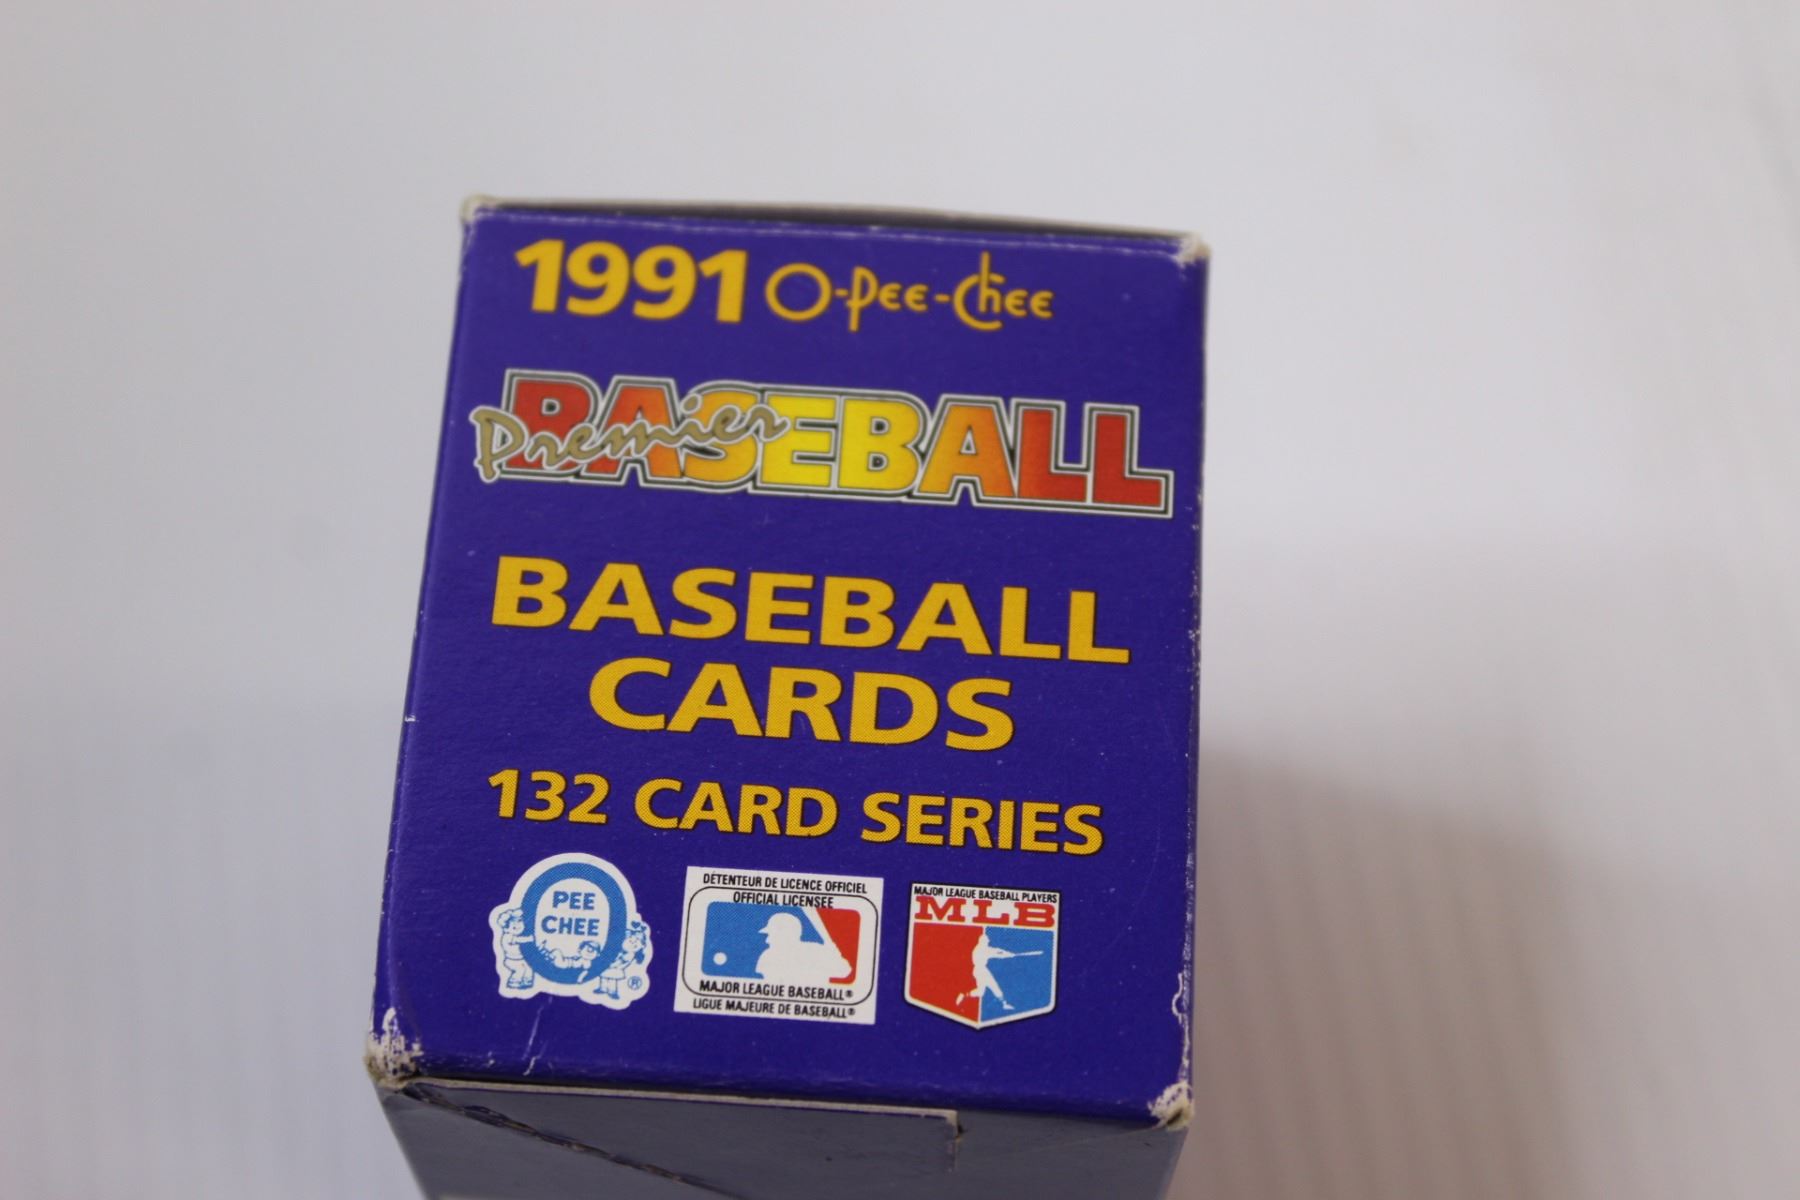 1991 O-Pee-Chee
Premier BASEBALL
BASEBALL
CARDS
132 CARD SERIES
PEE
CHEE
®
DÉTENTEUR DE LICENCE OFFICIEL
OFFICIAL LICENSEE
MAJOR LEAGUE BASEBALL®
LIGUE MAJEURE DE BASEBALL®
MAJOR LEAGUE BASEBALL PLAYERS
MLB